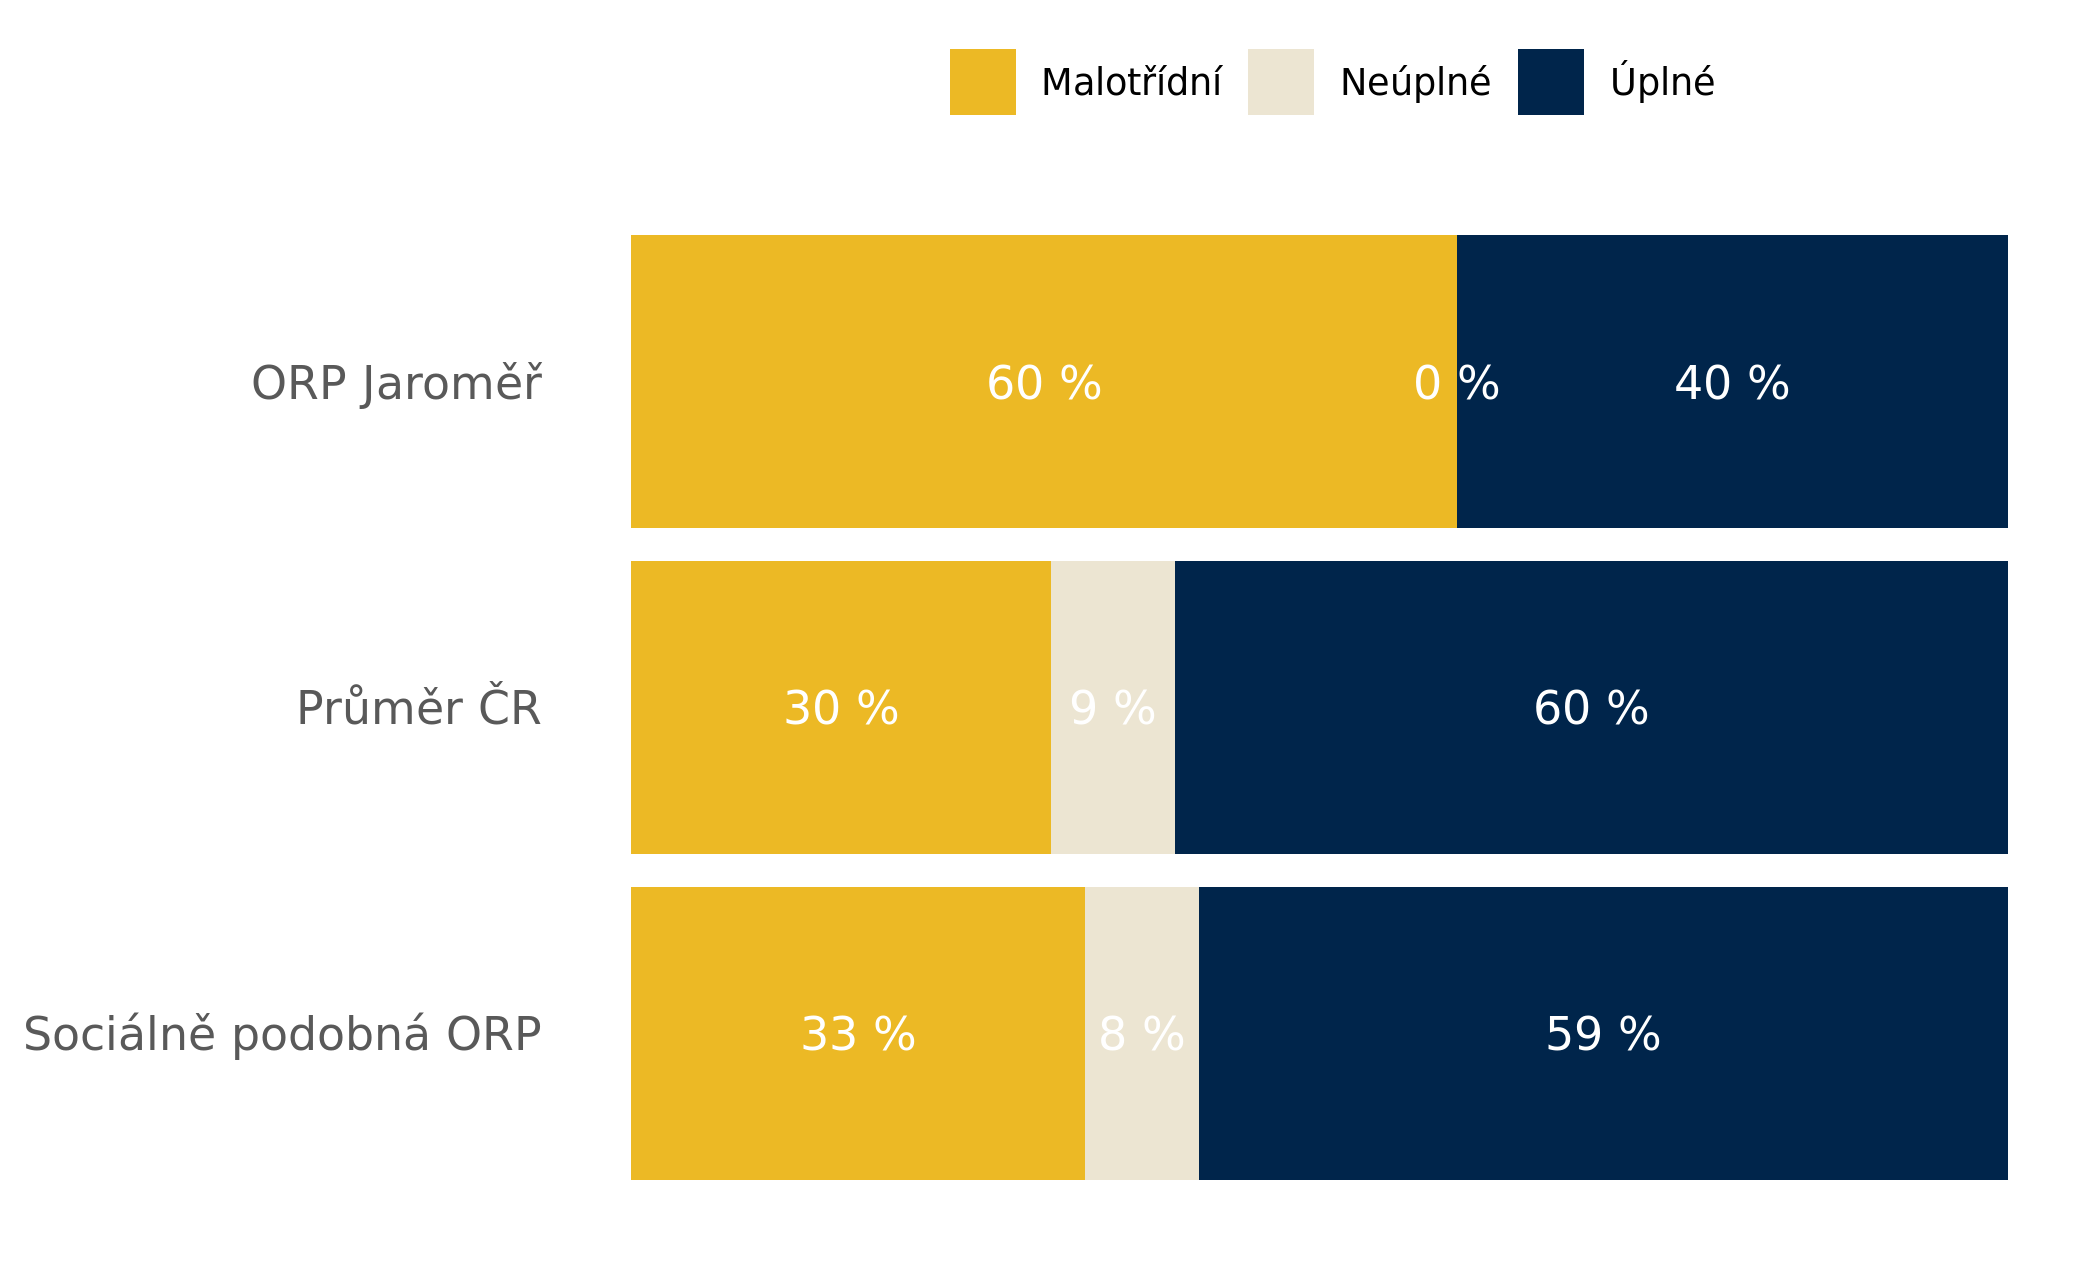 Malotřídní Neúplné Úplné
ORP Jaroměř 60 % 0 % 40 %
Průměr ČR 30 % 9 % 60 %
Sociálně podobná ORP 33 % 8 % 59 %